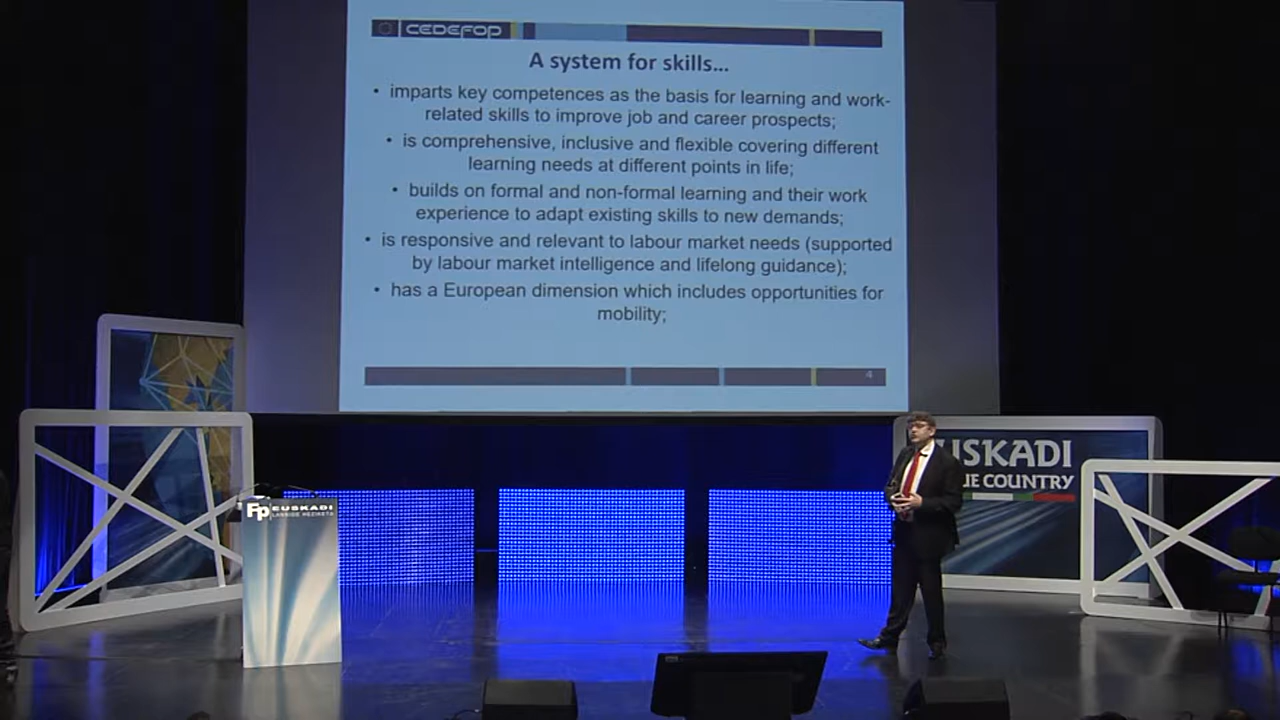 CEDEFOP
A system for skills...
• imparts key competences as the basis for learning and work-
related skills to improve job and career prospects;
• is comprehensive, inclusive and flexible covering different
learning needs at different points in life;
• builds on formal and non-formal learning and their work
experience to adapt existing skills to new demands;
• is responsive and relevant to labour market needs (supported
by labour market intelligence and lifelong guidance);
• has a European dimension which includes opportunities for
mobility;
4
USKADI
UE COUNTRY
Fp EUSKADI
LANBIDE HEZIKETA